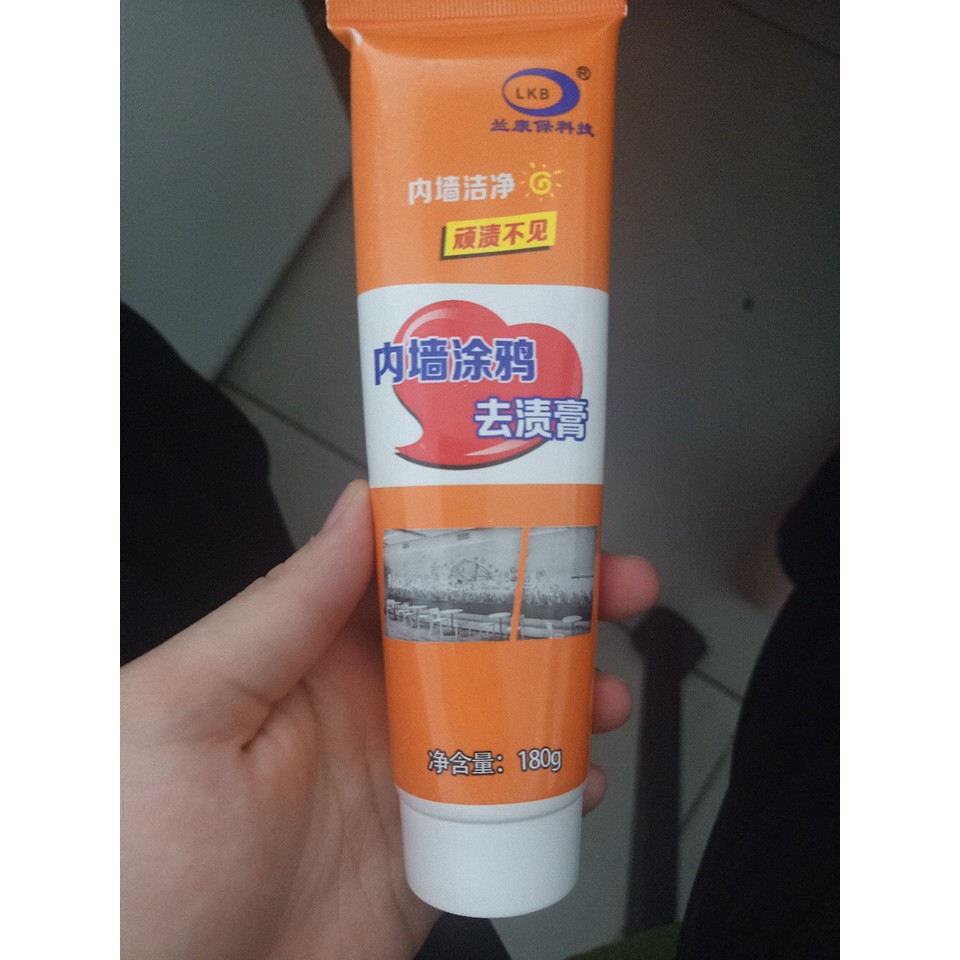 LKB
®
兰康保科技
内墙洁净
顽渍不见
内墙涂鸦
去渍膏
净含量：180g